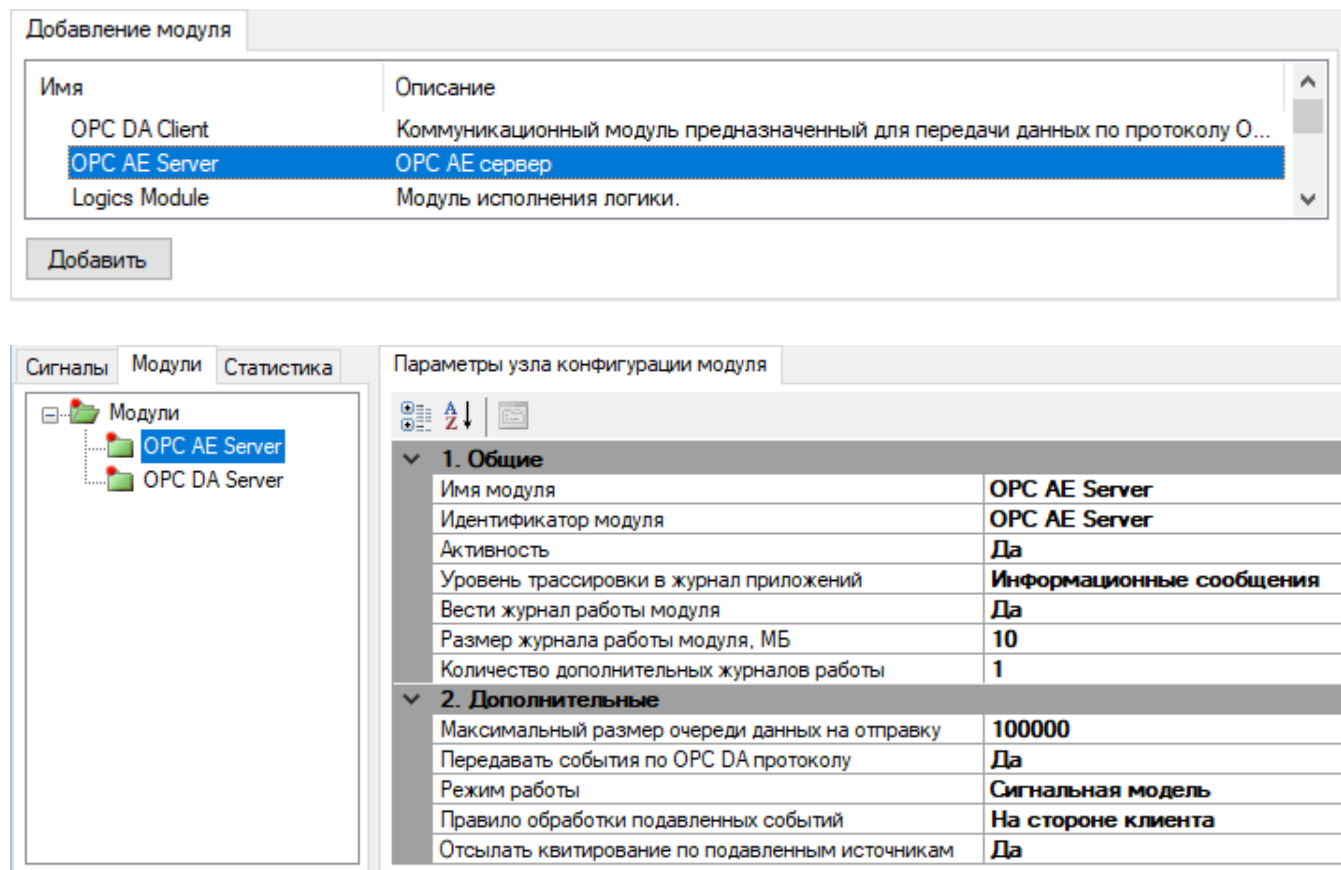 Добавление модуля
Имя Описание
OPC DA Client Коммуникационный модуль предназначенный для передачи данных по протоколу O...
OPC AE Server OPC AE сервер
Logics Module Модуль исполнения логики.
Добавить
Сигналы Модули Статистика
Модули
OPC AE Server
OPC DA Server
Параметры узла конфигурации модуля
1. Общие
Имя модуля OPC AE Server
Идентификатор модуля OPC AE Server
Активность Да
Уровень трассировки в журнал приложений Информационные сообщения
Вести журнал работы модуля Да
Размер журнала работы модуля, МБ 10
Количество дополнительных журналов работы 1
2. Дополнительные
Максимальный размер очереди данных на отправку 100000
Передавать события по OPC DA протоколу Да
Режим работы Сигнальная модель
Правило обработки подавленных событий На стороне клиента
Отсылать квитирование по подавленным источникам Да